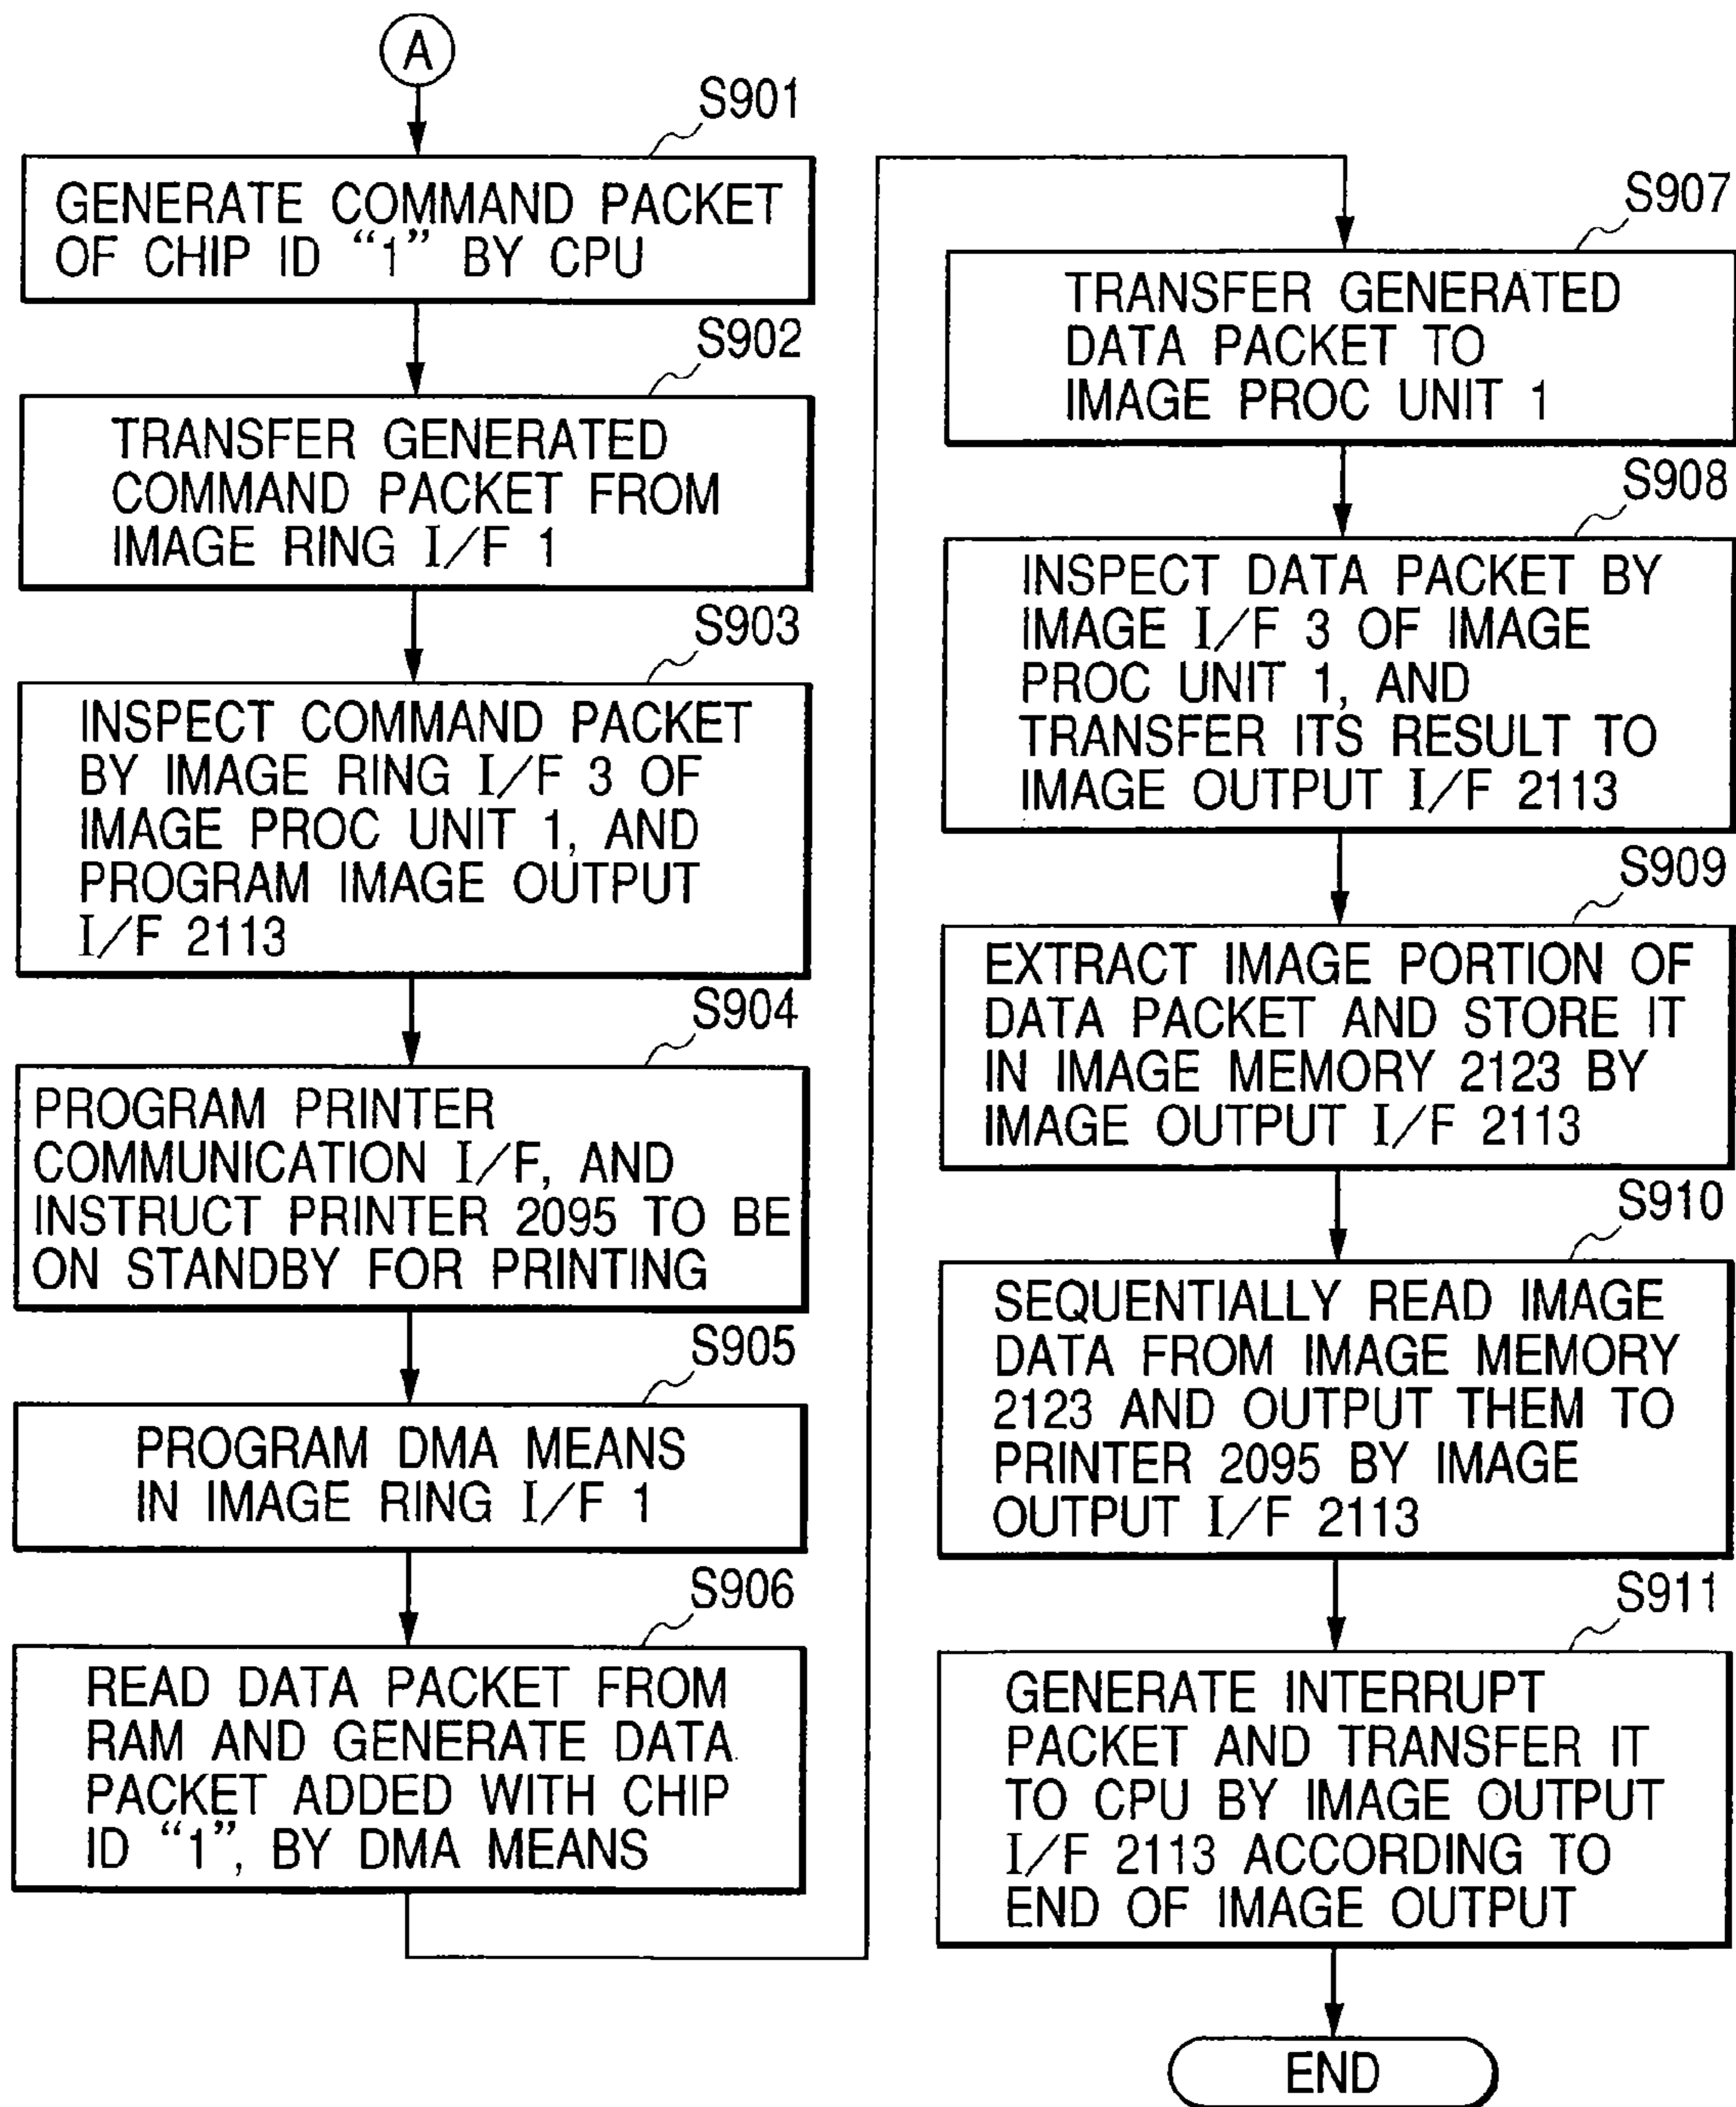 A
S901
GENERATE COMMAND PACKET
OF CHIP ID “1” BY CPU
S902
TRANSFER GENERATED
COMMAND PACKET FROM
IMAGE RING I/F 1
S903
INSPECT COMMAND PACKET
BY IMAGE RING I/F 3 OF
IMAGE PROC UNIT 1, AND
PROGRAM IMAGE OUTPUT
I/F 2113
S904
PROGRAM PRINTER
COMMUNICATION I/F, AND
INSTRUCT PRINTER 2095 TO BE
ON STANDBY FOR PRINTING
S905
PROGRAM DMA MEANS
IN IMAGE RING I/F 1
S906
READ DATA PACKET FROM
RAM AND GENERATE DATA
PACKET ADDED WITH CHIP
ID “1”, BY DMA MEANS
S907
TRANSFER GENERATED
DATA PACKET TO
IMAGE PROC UNIT 1
S908
INSPECT DATA PACKET BY
IMAGE I/F 3 OF IMAGE
PROC UNIT 1, AND
TRANSFER ITS RESULT TO
IMAGE OUTPUT I/F 2113
S909
EXTRACT IMAGE PORTION OF
DATA PACKET AND STORE IT
IN IMAGE MEMORY 2123 BY
IMAGE OUTPUT I/F 2113
S910
SEQUENTIALLY READ IMAGE
DATA FROM IMAGE MEMORY
2123 AND OUTPUT THEM TO
PRINTER 2095 BY IMAGE
OUTPUT I/F 2113
S911
GENERATE INTERRUPT
PACKET AND TRANSFER IT
TO CPU BY IMAGE OUTPUT
I/F 2113 ACCORDING TO
END OF IMAGE OUTPUT
END